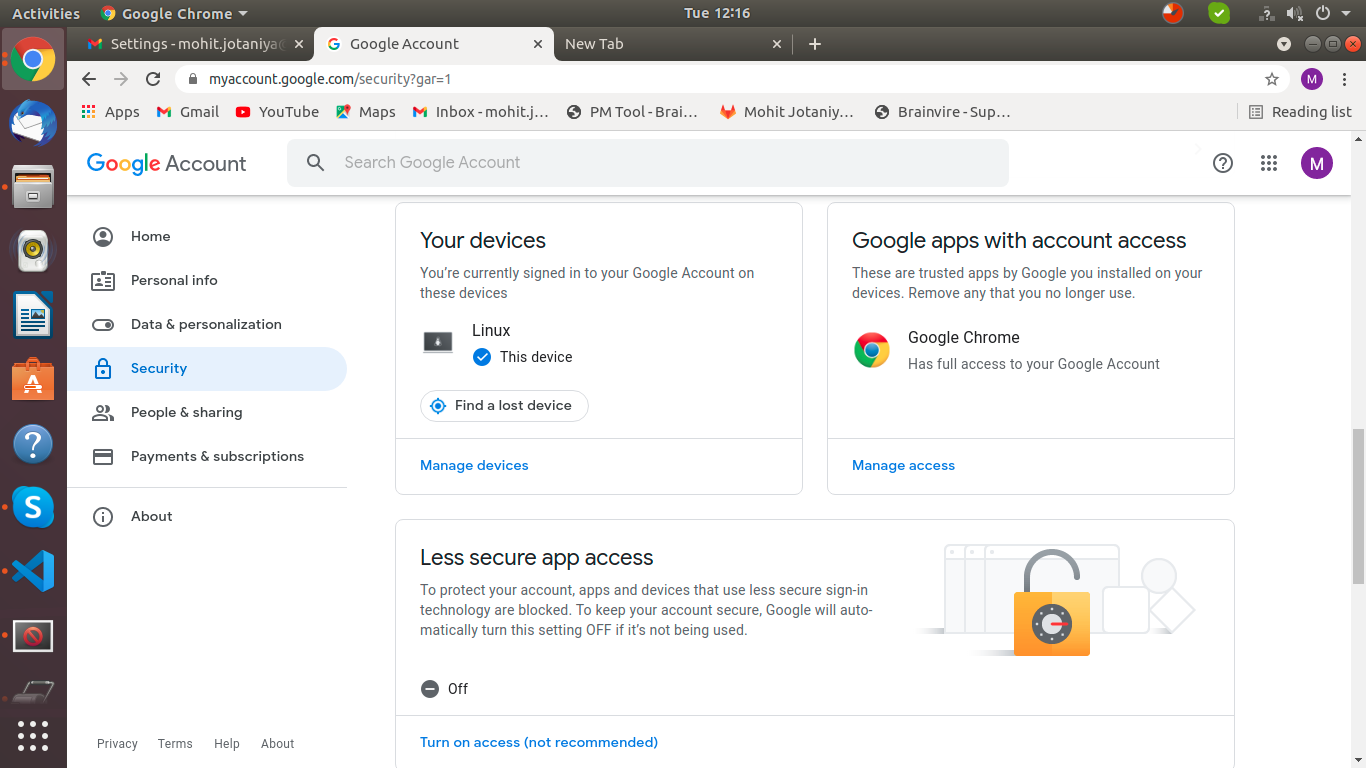 Activities
Google Chrome
Tue 12:16
Settings - mohit.jotaniya@
Google Account
New Tab
myaccount.google.com/security?gar=1
M
Apps
Gmail
YouTube
Maps
Inbox - mohit.j…
PM Tool - Brai…
Mohit Jotaniy…
Brainvire - Sup…
Reading list
Google Account
Search Google Account
M
Home
Personal info
Data & personalization
Security
People & sharing
Payments & subscriptions
About
Privacy
Terms
Help
About
Your devices
You're currently signed in to your Google Account on
these devices
Linux
This device
Find a lost device
Manage devices
Google apps with account access
These are trusted apps by Google you installed on your
devices. Remove any that you no longer use.
Google Chrome
Has full access to your Google Account
Manage access
Less secure app access
To protect your account, apps and devices that use less secure sign-in
technology are blocked. To keep your account secure, Google will auto-
matically turn this setting OFF if it's not being used.
Off
Turn on access (not recommended)